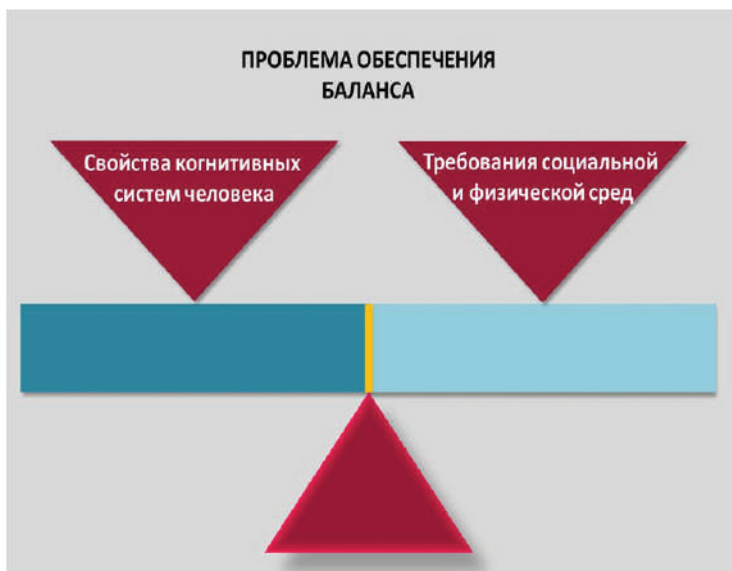 ПРОБЛЕМА ОБЕСПЕЧЕНИЯ
БАЛАНСА
Свойства когнитивных
систем человека
Требования социальной
и физической сред